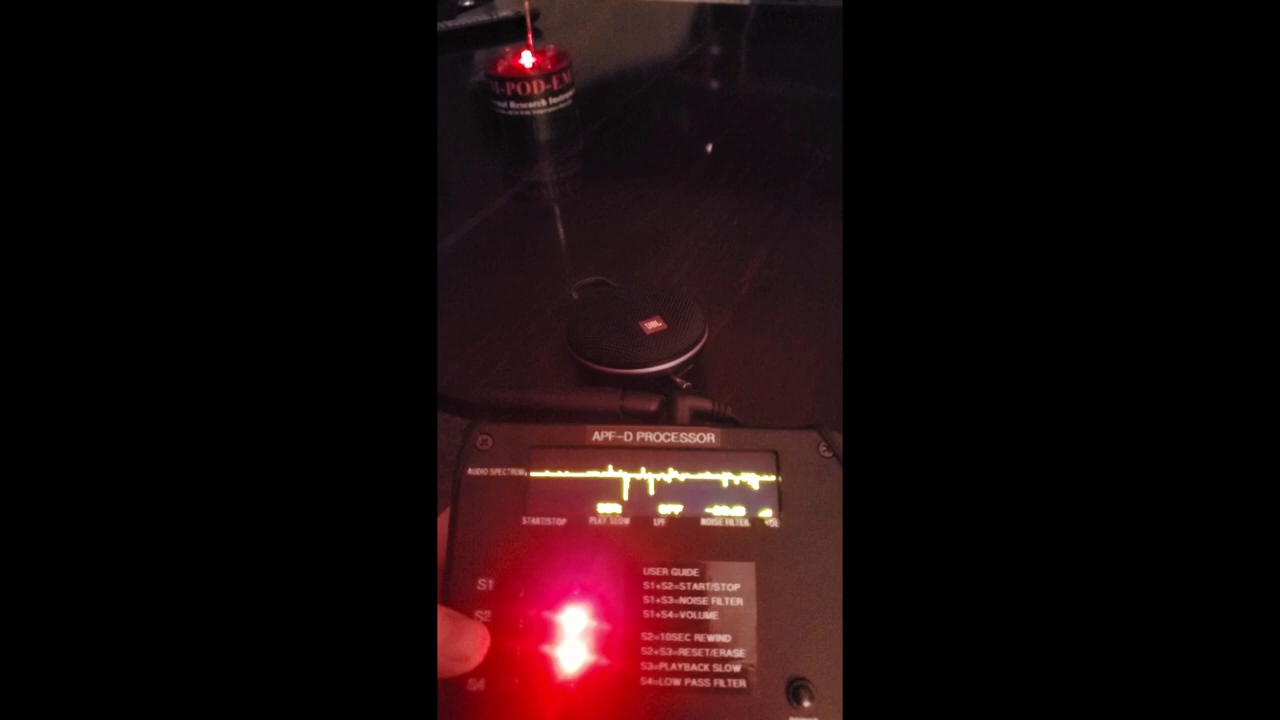 JBL
APF-D PROCESSOR
AUDIO SPECTRUM
START/STOP PLAY SLOW LPF NOISE FILTER
S1
S2
S4
USER GUIDE
S1+S2=START/STOP
S1+S3=NOISE FILTER
S1+S4=VOLUME
S2=10SEC REWIND
S2+S3=RESET/ERASE
S3=PLAYBACK SLOW
S4=LOW PASS FILTER